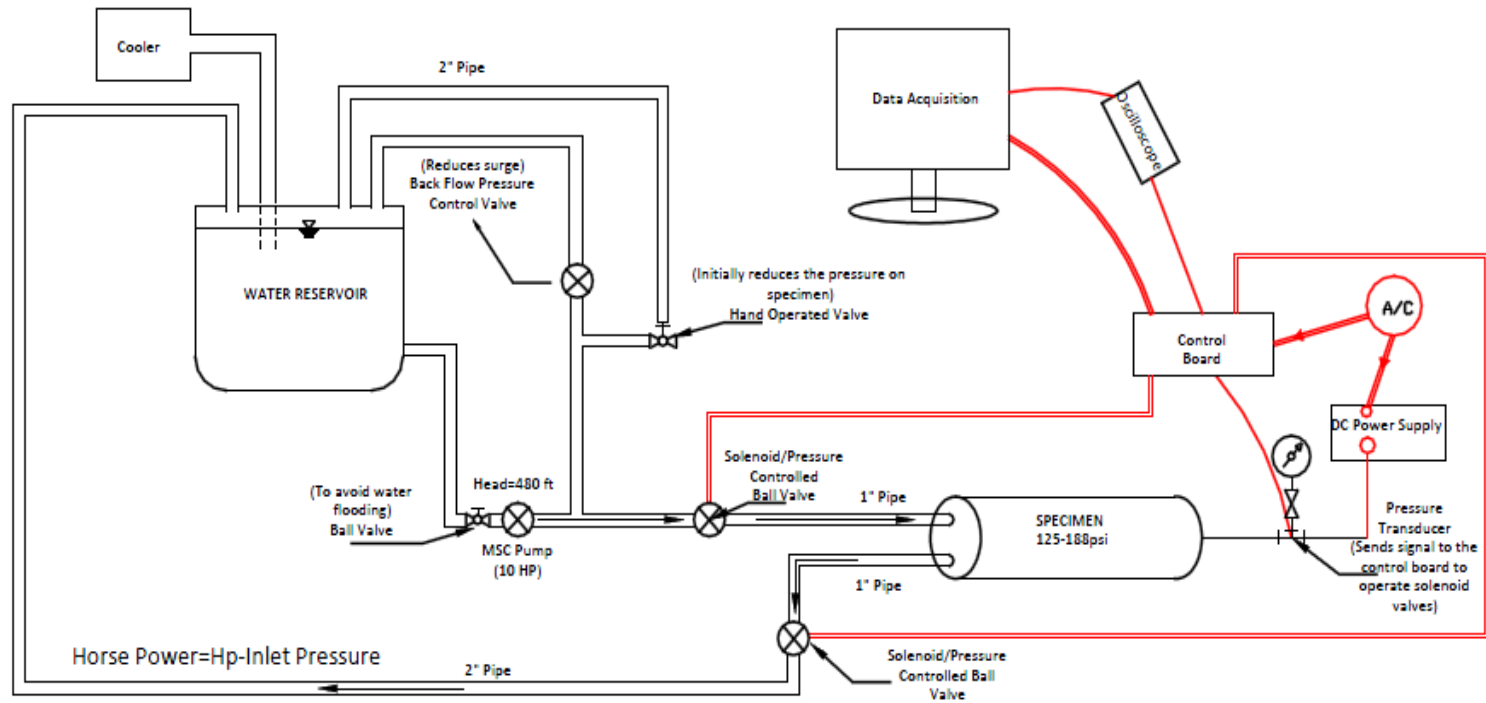 Cooler
2" Pipe
Data Acquisition
Oscilloscope
(Reduces surge)
Back Flow Pressure
Control Valve
WATER RESERVOIR
(Initially reduces the pressure on
specimen)
Hand Operated Valve
A/C
Control
Board
DC Power Supply
Solenoid/Pressure
Controlled
Ball Valve
Head=480 ft
(To avoid water
flooding)
Ball Valve
MSC Pump
(10 HP)
1" Pipe
SPECIMEN
125-188psi
Pressure
Transducer
(Sends signal to the
control board to
operate solenoid
valves)
1" Pipe
Horse Power=Hp-Inlet Pressure
2" Pipe
Solenoid/Pressure
Controlled Ball
Valve